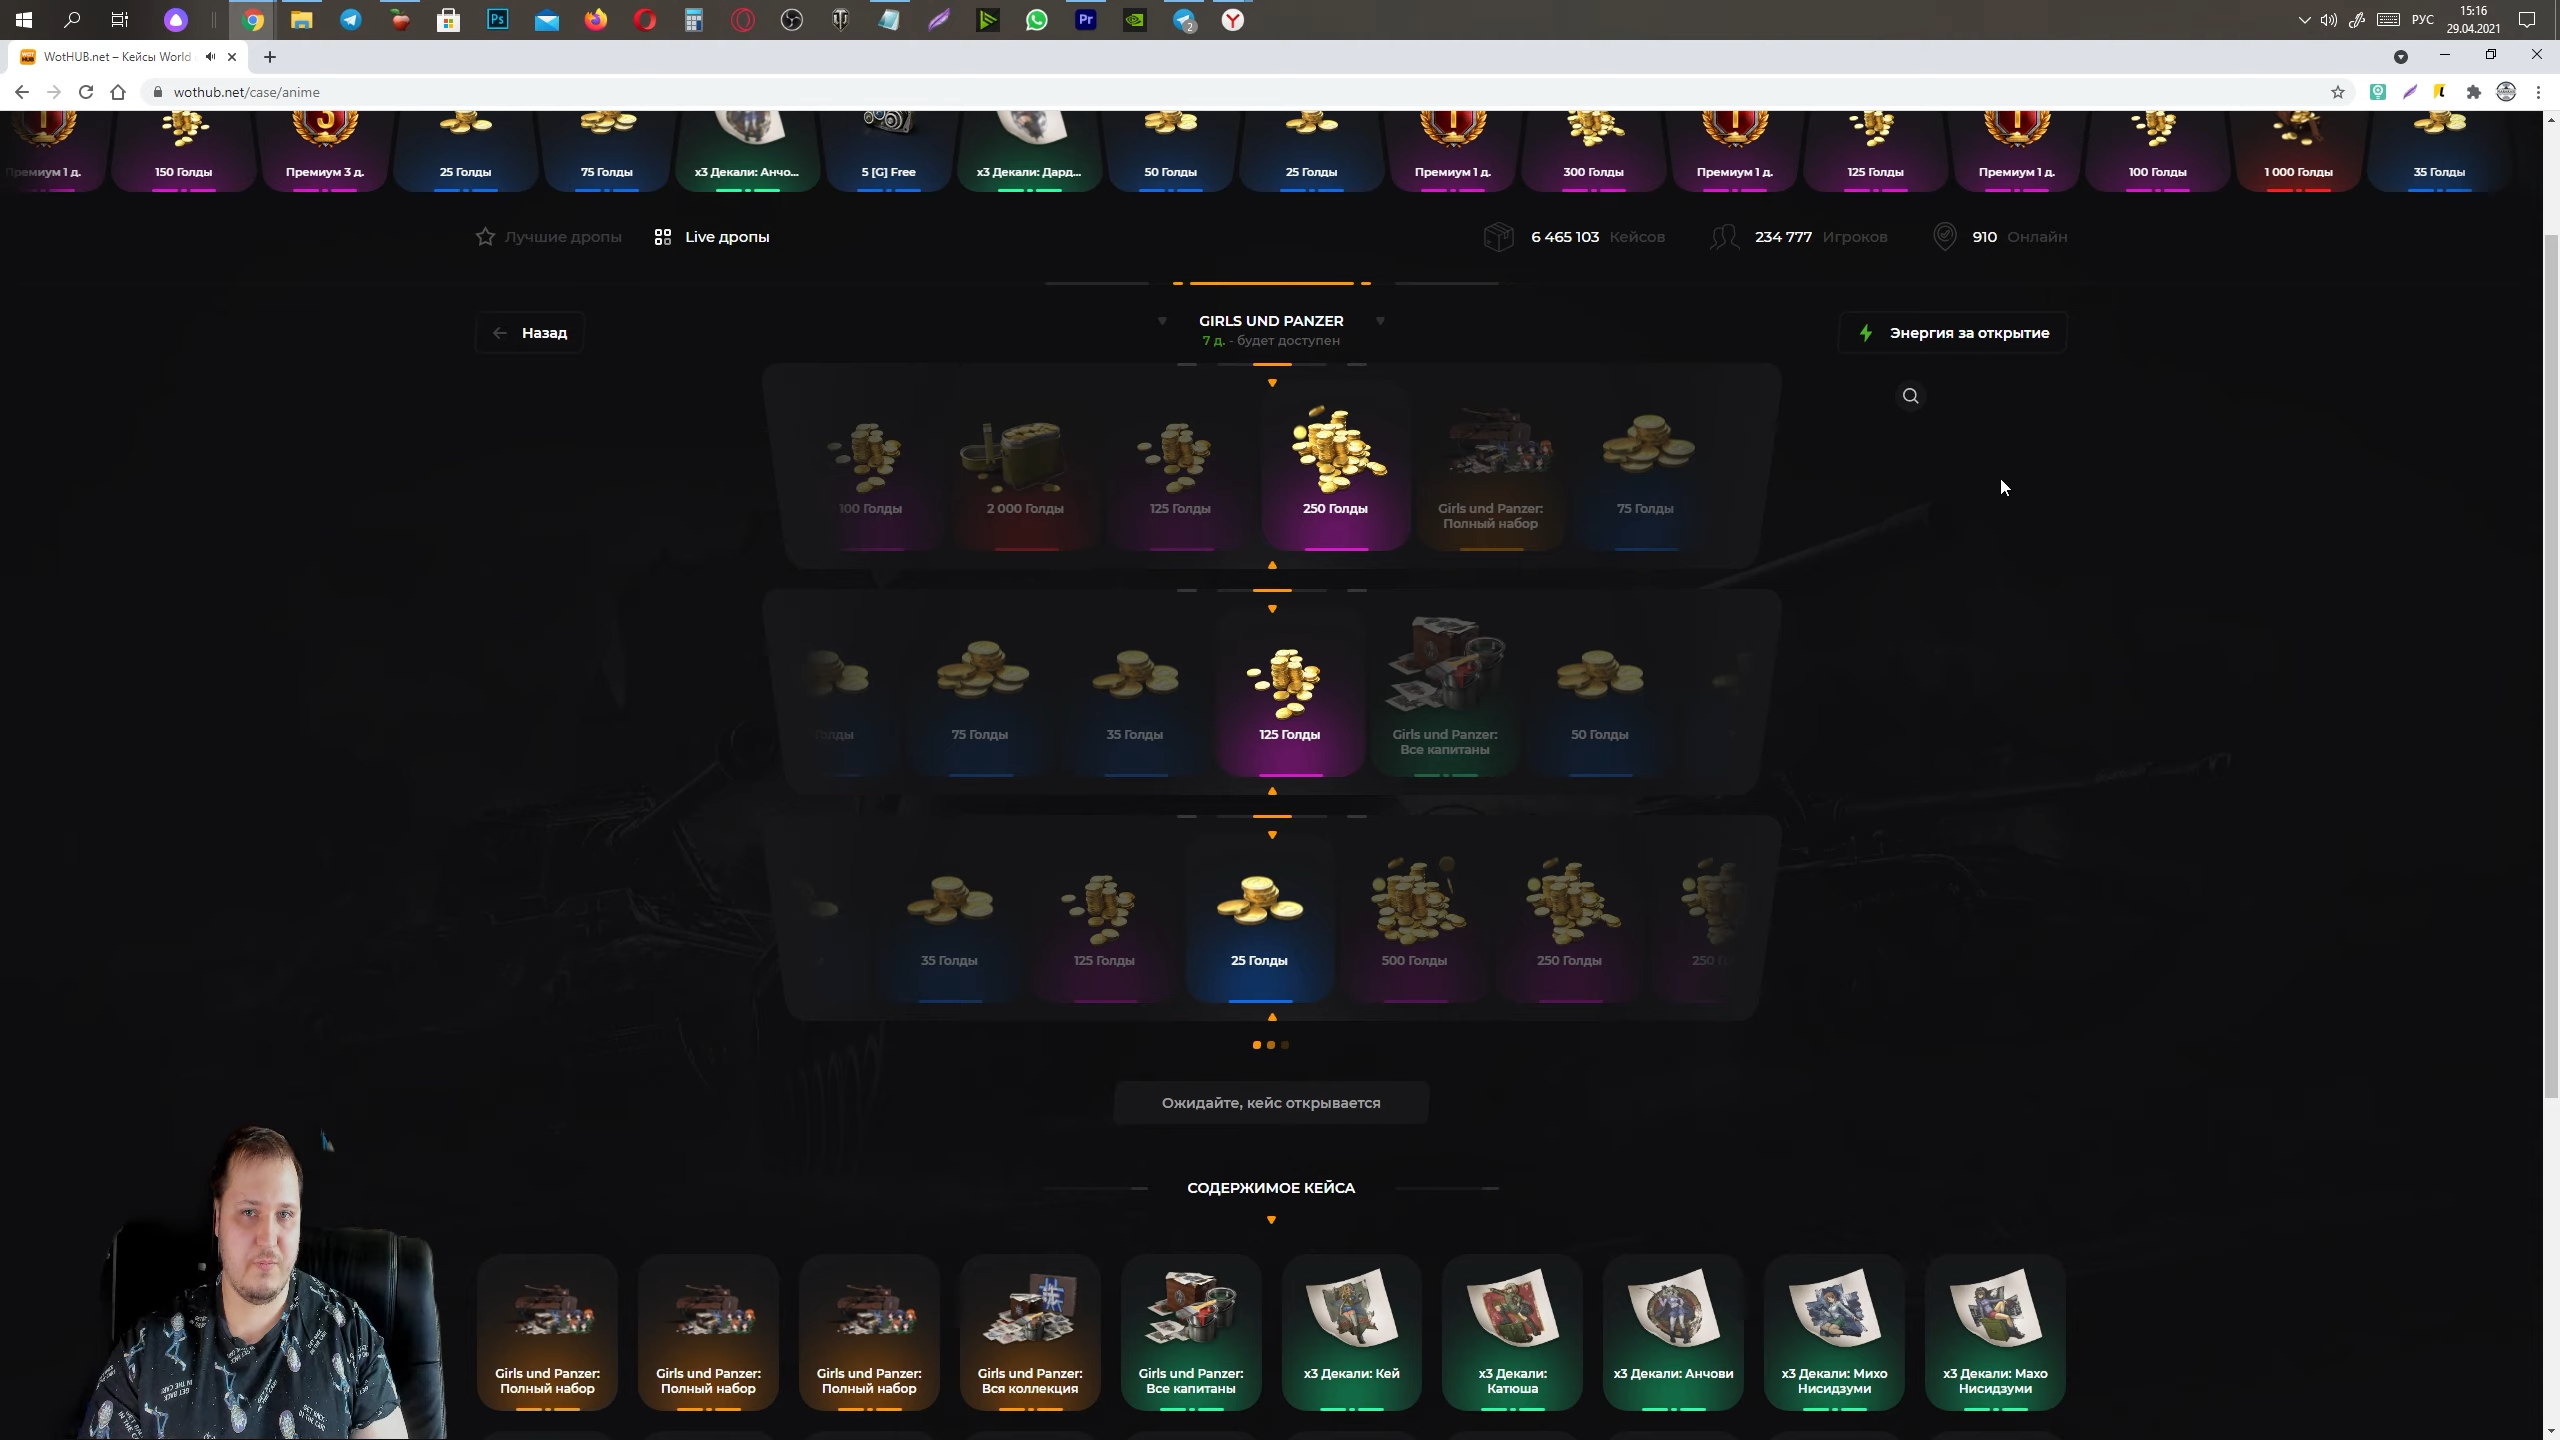 15:16
РУС
29.04.2021
2
WotHUB.net – Кейсы World
wothub.net/case/anime
Премиум 1 д.
150 Голды
Премиум 3 д.
25 Голды
75 Голды
x3 Декали: Анчо...
5 [G] Free
x3 Декали: Дард...
50 Голды
25 Голды
Премиум 1 д.
300 Голды
Премиум 1 д.
125 Голды
Премиум 1 д.
100 Голды
1 000 Голды
35 Голды
Лучшие дропы
Live дропы
6 465 103 Кейсов
234 777 Игроков
910 Онлайн
Назад
GIRLS UND PANZER
7 д. - будет доступен
Энергия за открытие
100 Голды
2 000 Голды
125 Голды
250 Голды
Girls und Panzer:
Полный набор
75 Голды
Голды
75 Голды
35 Голды
125 Голды
Girls und Panzer:
Все капитаны
50 Голды
35 Голды
125 Голды
25 Голды
500 Голды
250 Голды
250
Ожидайте, кейс открывается
СОДЕРЖИМОЕ КЕЙСА
Girls und Panzer:
Полный набор
Girls und Panzer:
Полный набор
Girls und Panzer:
Полный набор
Girls und Panzer:
Вся коллекция
Girls und Panzer:
Все капитаны
x3 Декали: Кей
x3 Декали:
Катюша
x3 Декали: Анчови
x3 Декали: Михо
Нисидзуми
x3 Декали: Махо
Нисидзуми